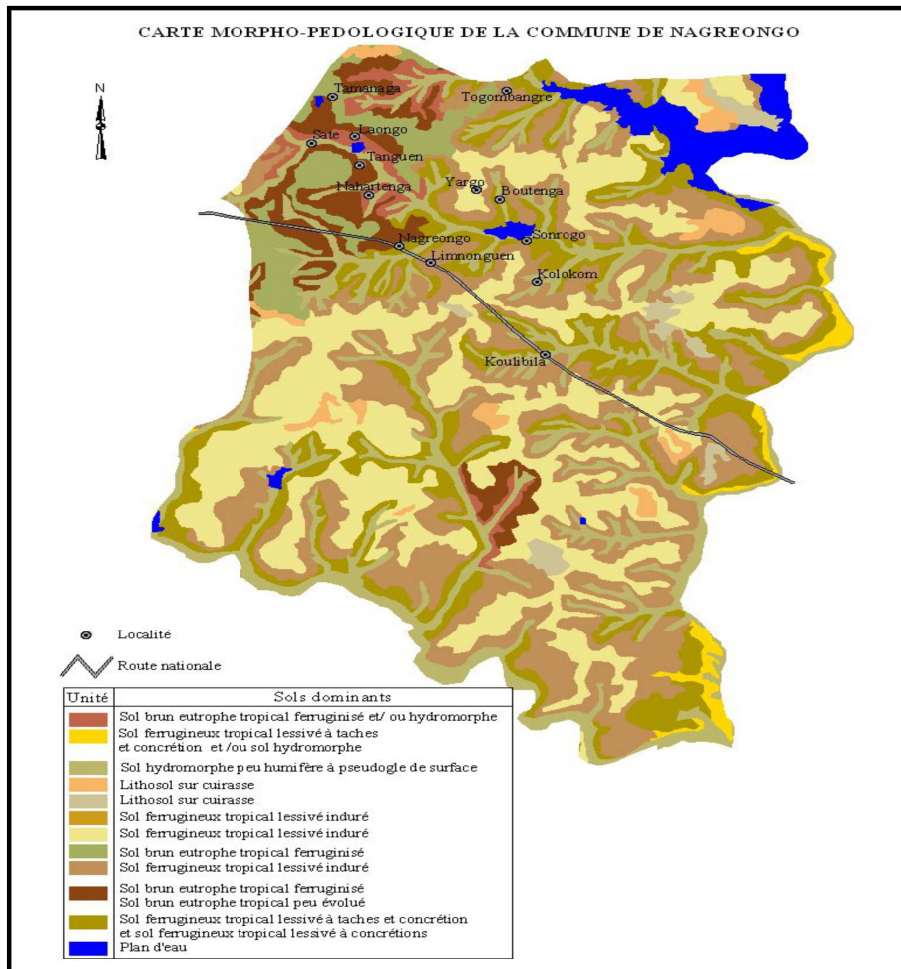 CARTE MORPHO-PEDOLOGIQUE DE LA COMMUNE DE NAGREONGO
N
Tamanaga
Togomoangre
Laongo
Sate
Tanguen
Nahartenga
Yargo
Boutenga
Nagreongo
Sonrogo
Limnonguen
Kolokom
Koulibila
Localité
Route nationale
Unité Sols dominants
Sol brun eutrophe tropical ferruginisé et/ ou hydromorphe
Sol ferrugineux tropical lessivé à taches
et concrétion et /ou sol hydromorphe
Sol hydromorphe peu humifère à pseudogle de surface
Lithosol sur cuirasse
Lithosol sur cuirasse
Sol ferrugineux tropical lessivé induré
Sol ferrugineux tropical lessivé induré
Sol brun eutrophe tropical ferruginisé
Sol ferrugineux tropical lessivé induré
Sol brun eutrophe tropical ferruginisé
Sol brun eutrophe tropical peu évolué
Sol ferrugineux tropical lessivé à taches et concrétion
et sol ferrugineux tropical lessivé à concrétions
Plan d'eau